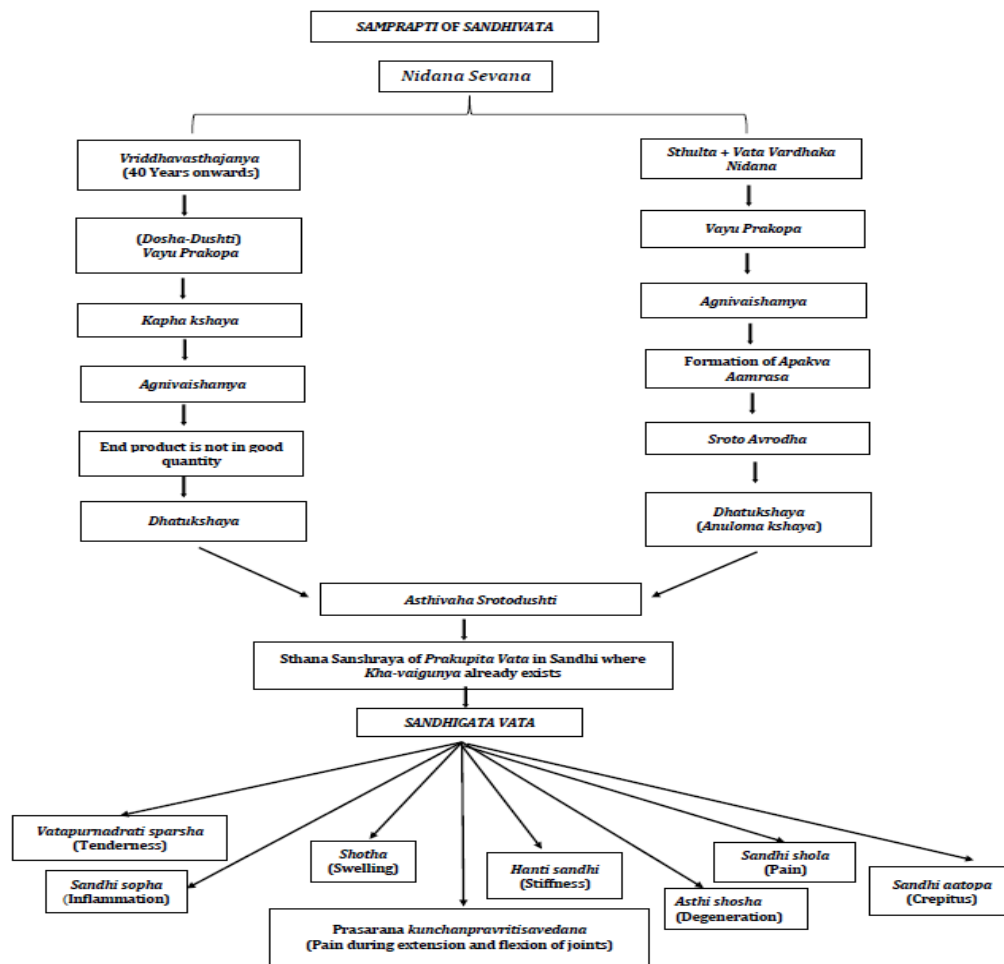 SAMPRAPTI OF SANDHIVATA
Nidana Sevana
Vriddhavasthajanya
(40 Years onwards)
(Dosha-Dushti)
Vayu Prakopa
Kapha kshaya
Agnivaishamya
End product is not in good
quantity
Dhatukshaya
Sthulta + Vata Vardhaka
Nidana
Vayu Prakopa
Agnivaishamya
Formation of Apakva
Aamrasa
Sroto Avrodha
Dhatukshaya
(Anuloma kshaya)
Asthivaha Srotodushti
Sthana Sanshraya of Prakupita Vata in Sandhi where
Kha-vaigunya already exists
SANDHIGATA VATA
Vatapurnadrati sparsha
(Tenderness)
Sandhi sopha
(Inflammation)
Shotha
(Swelling)
Prasarana kunchanpravritisavedana
(Pain during extension and flexion of joints)
Hanti sandhi
(Stiffness)
Asthi shosha
(Degeneration)
Sandhi shola
(Pain)
Sandhi aatopa
(Crepitus)